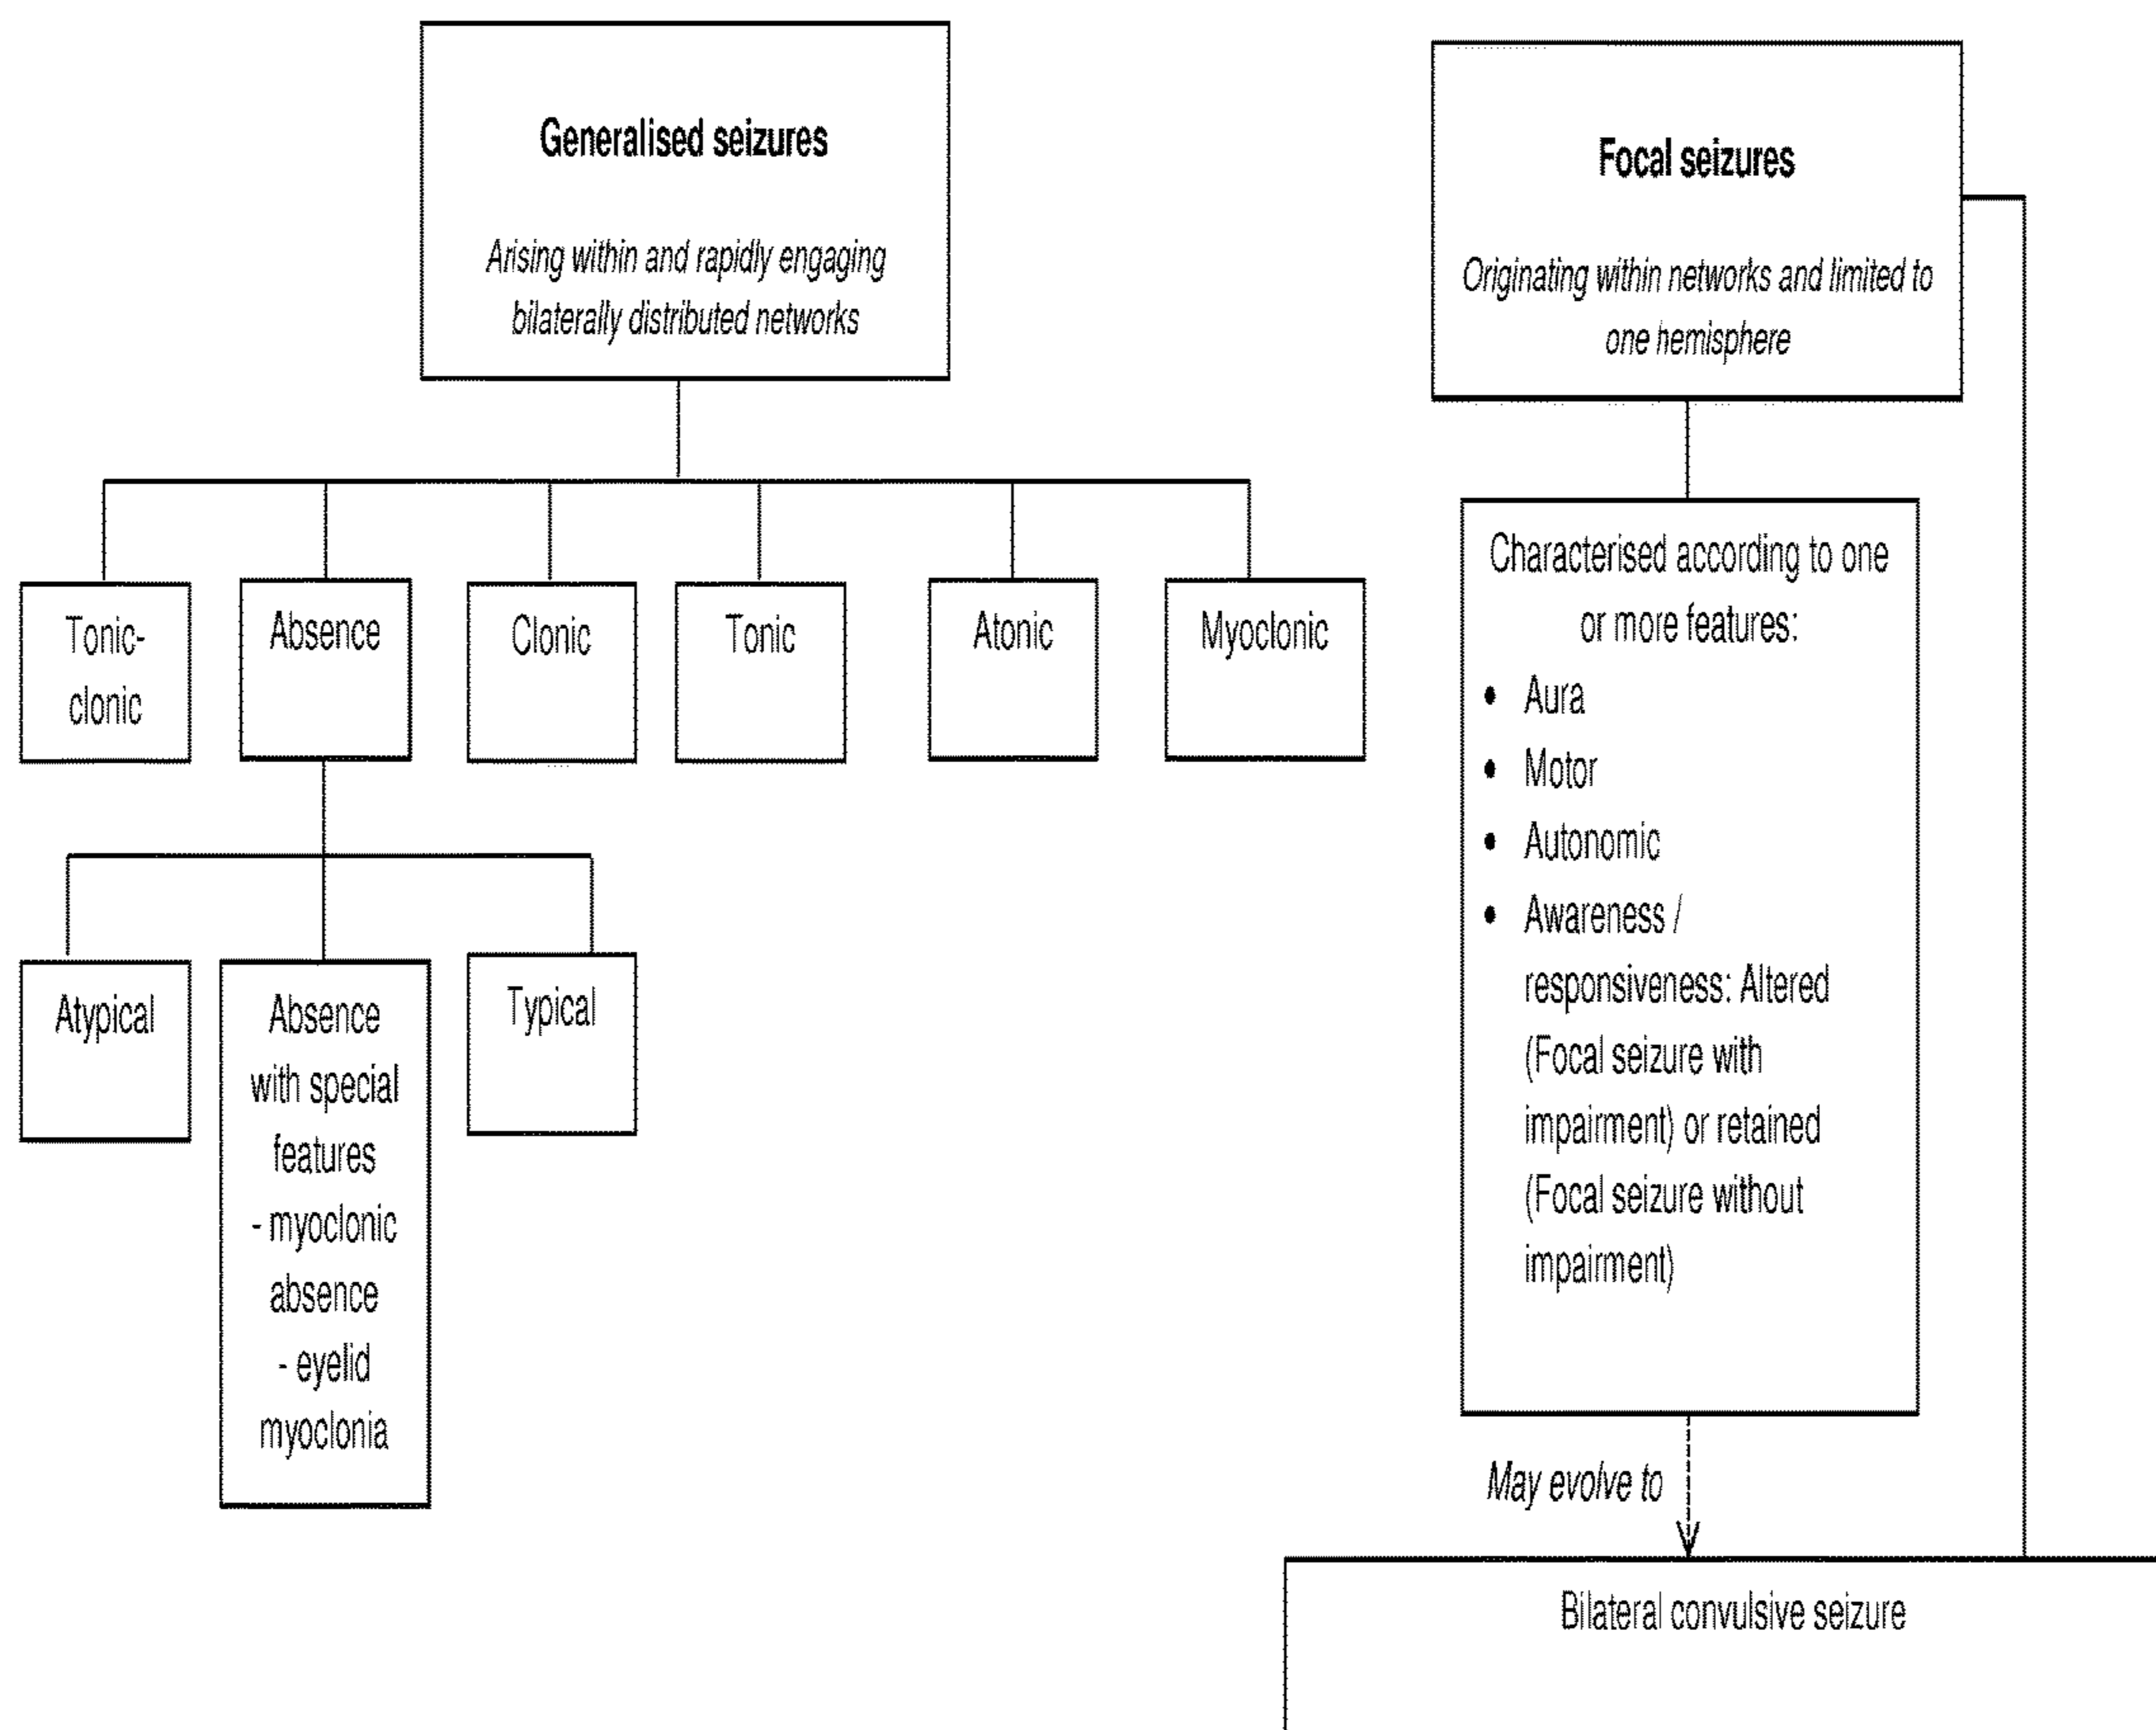 Generalised seizures
Arising within and rapidly engaging
bilaterally distributed networks
Tonic-
clonic
Absence
Clonic
Tonic
Atonic
Myoclonic
Atypical
Absence
with special
features
- myoclonic
absence
- eyelid
myoclonia
Typical
Focal seizures
Originating within networks and limited to
one hemisphere
Characterised according to one
or more features:
• Aura
• Motor
• Autonomic
• Awareness /
responsiveness: Altered
(Focal seizure with
impairment) or retained
(Focal seizure without
impairment)
May evolve to
Bilateral convulsive seizure